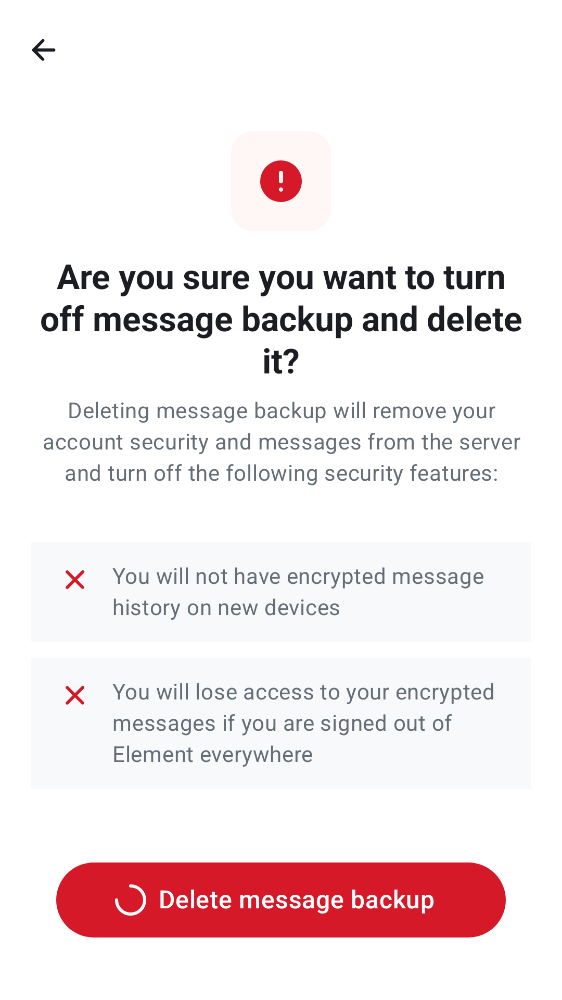 Are you sure you want to turn
off message backup and delete
it?
Deleting message backup will remove your
account security and messages from the server
and turn off the following security features:
You will not have encrypted message
history on new devices
You will lose access to your encrypted
messages if you are signed out of
Element everywhere
Delete message backup